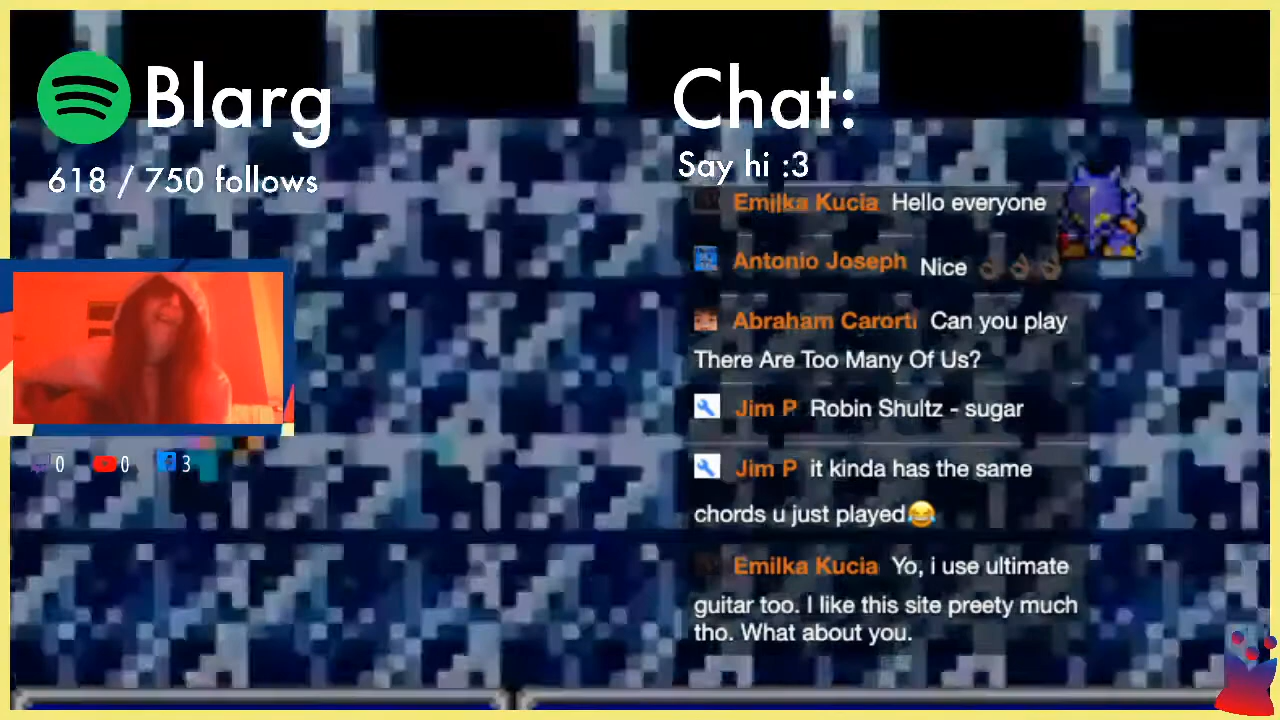 Blarg
618 / 750 follows
0
0
3
Chat:
Say hi :3
Emilka Kucia Hello everyone
Antonio Joseph Nice 👌🏾👌🏾👌🏾
Abraham Carorti Can you play
There Are Too Many Of Us?
Jim P Robin Shultz - sugar
Jim P it kinda has the same
chords u just played😂
Emilka Kucia Yo, i use ultimate
guitar too. I like this site preety much
tho. What about you.